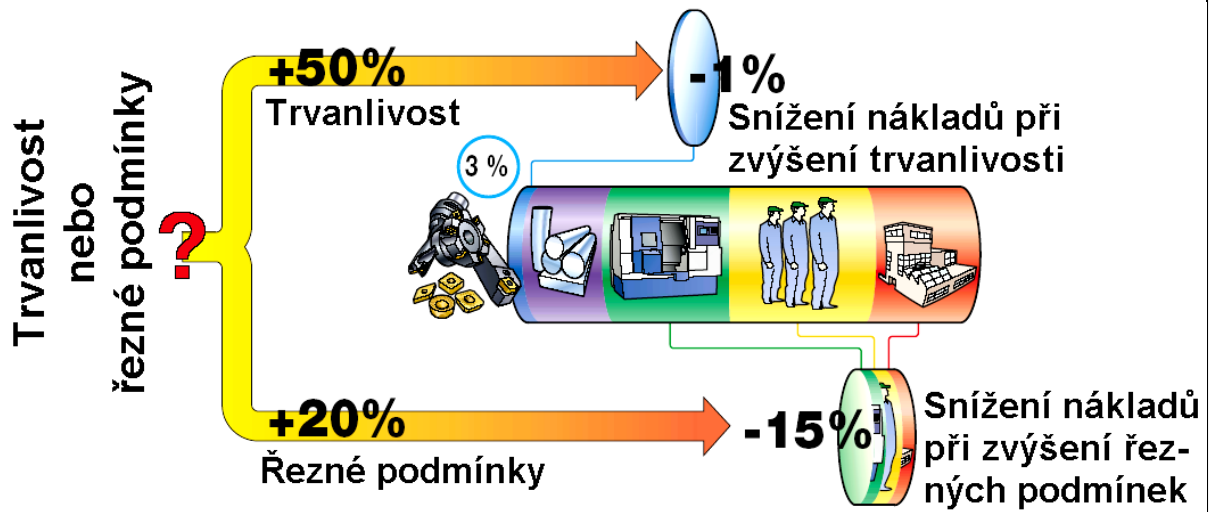 Trvanlivost
nebo
řezné podmínky
?
+50%
Trvanlivost
-1%
Snížení nákladů při
zvýšení trvanlivosti
3 %
+20%
Řezné podmínky
-15%
Snížení nákladů
při zvýšení řez-
ných podmínek